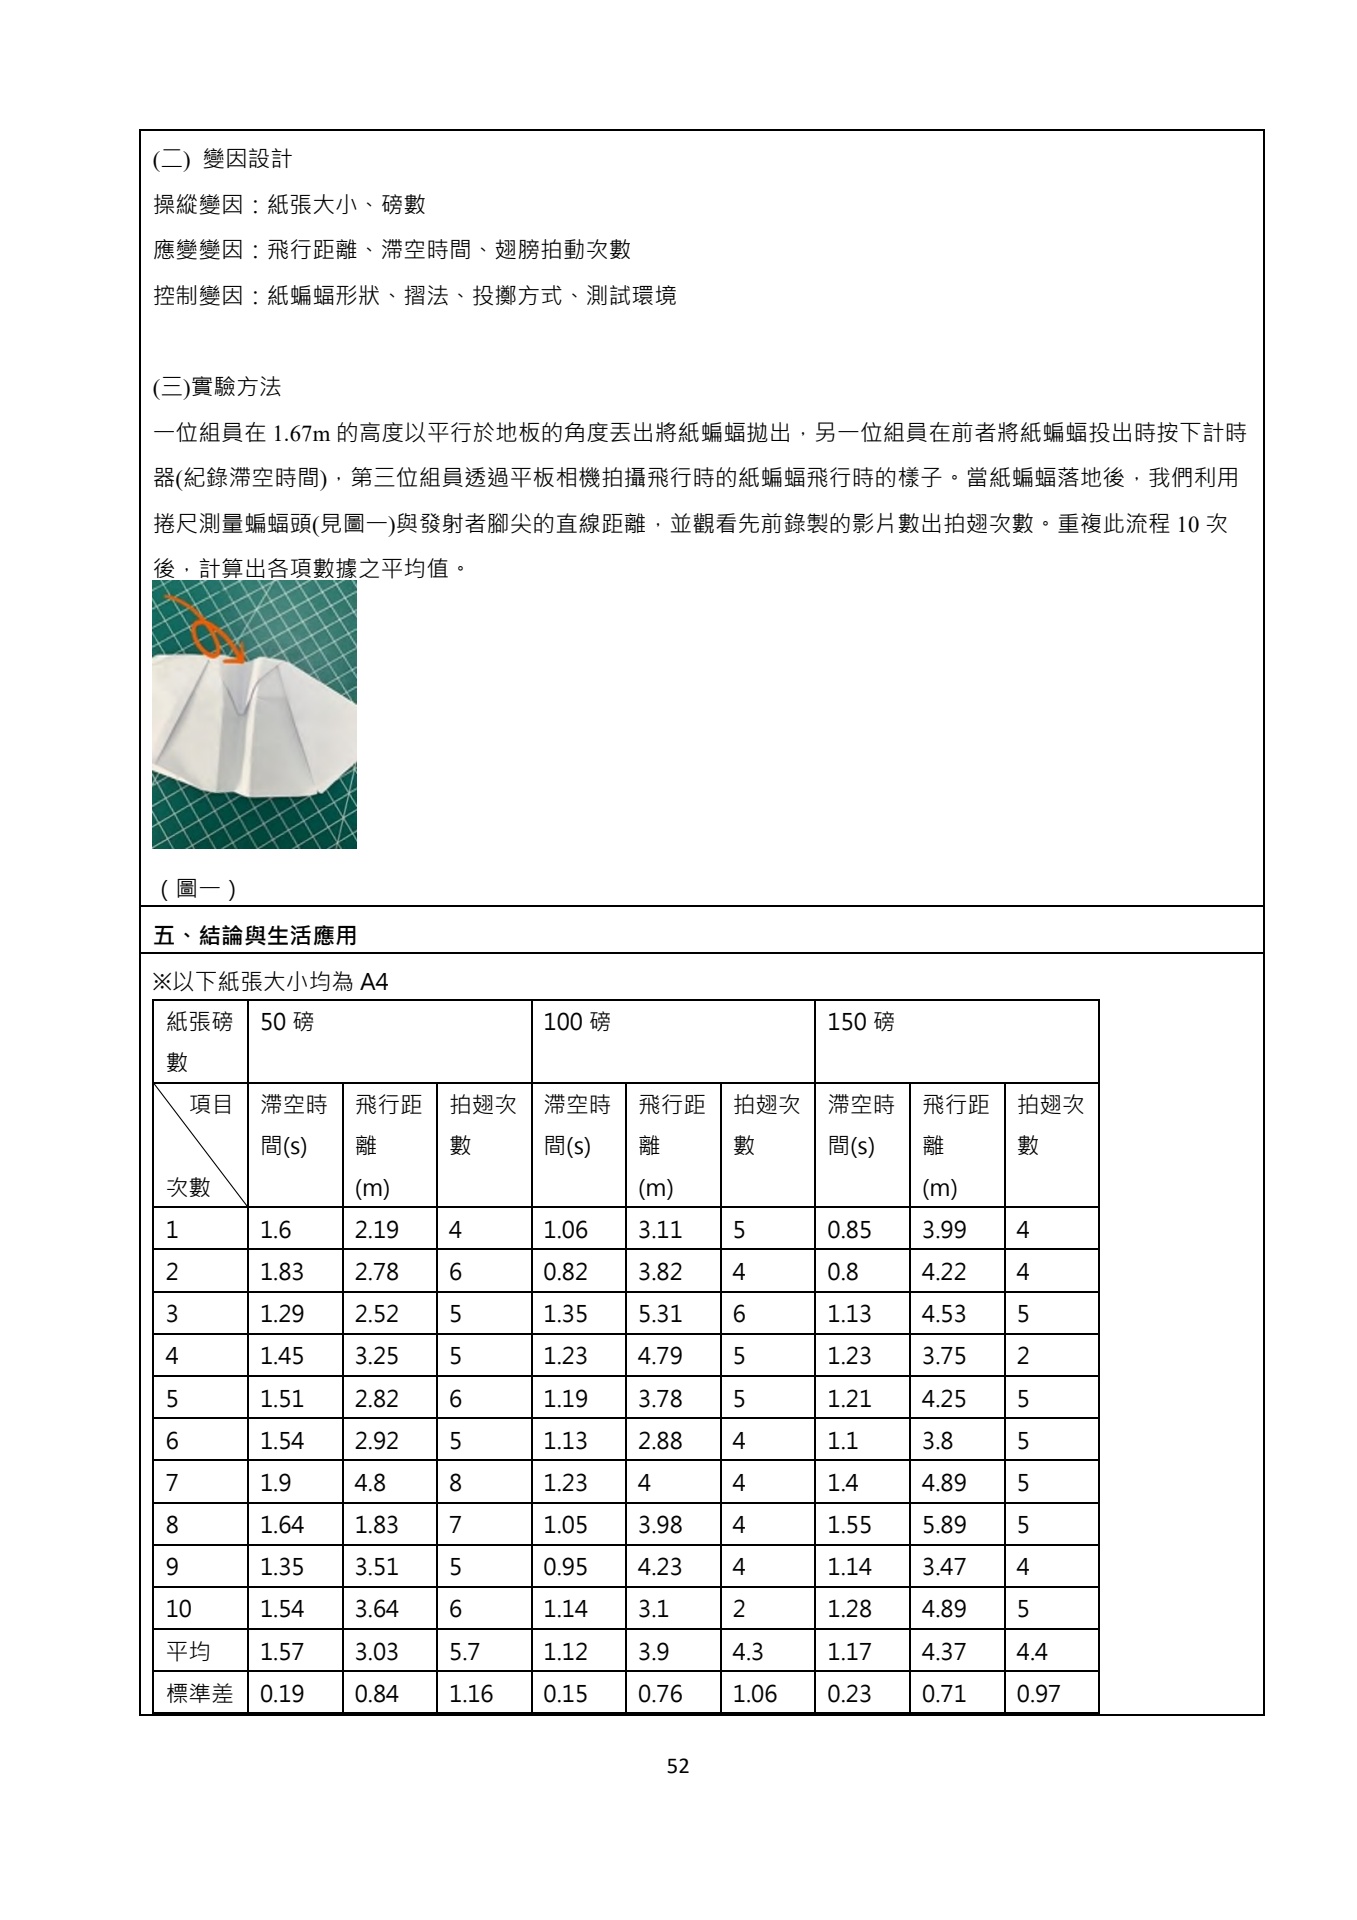 (二) 變因設計
操縱變因：紙張大小、磅數
應變變因：飛行距離、滯空時間、翅膀拍動次數
控制變因：紙蝙蝠形狀、摺法、投擲方式、測試環境
(三)實驗方法
一位組員在 1.67m 的高度以平行於地板的角度丟出將紙蝙蝠拋出，另一位組員在前者將紙蝙蝠投出時按下計時
器(紀錄滯空時間)，第三位組員透過平板相機拍攝飛行時的紙蝙蝠飛行時的樣子。當紙蝙蝠落地後，我們利用
捲尺測量蝙蝠頭(見圖一)與發射者腳尖的直線距離，並觀看先前錄製的影片數出拍翅次數。重複此流程 10 次
後，計算出各項數據之平均值。
（圖一）
五、結論與生活應用
※以下紙張大小均為 A4
紙張磅數 50 磅 100 磅 150 磅
項目 次數 滯空時間(s) 飛行距離(m) 拍翅次數 滯空時間(s) 飛行距離(m) 拍翅次數 滯空時間(s) 飛行距離(m) 拍翅次數
1 1.6 2.19 4 1.06 3.11 5 0.85 3.99 4
2 1.83 2.78 6 0.82 3.82 4 0.8 4.22 4
3 1.29 2.52 5 1.35 5.31 6 1.13 4.53 5
4 1.45 3.25 5 1.23 4.79 5 1.23 3.75 2
5 1.51 2.82 6 1.19 3.78 5 1.21 4.25 5
6 1.54 2.92 5 1.13 2.88 4 1.1 3.8 5
7 1.9 4.8 8 1.23 4 4 1.4 4.89 5
8 1.64 1.83 7 1.05 3.98 4 1.55 5.89 5
9 1.35 3.51 5 0.95 4.23 4 1.14 3.47 4
10 1.54 3.64 6 1.14 3.1 2 1.28 4.89 5
平均 1.57 3.03 5.7 1.12 3.9 4.3 1.17 4.37 4.4
標準差 0.19 0.84 1.16 0.15 0.76 1.06 0.23 0.71 0.97
52